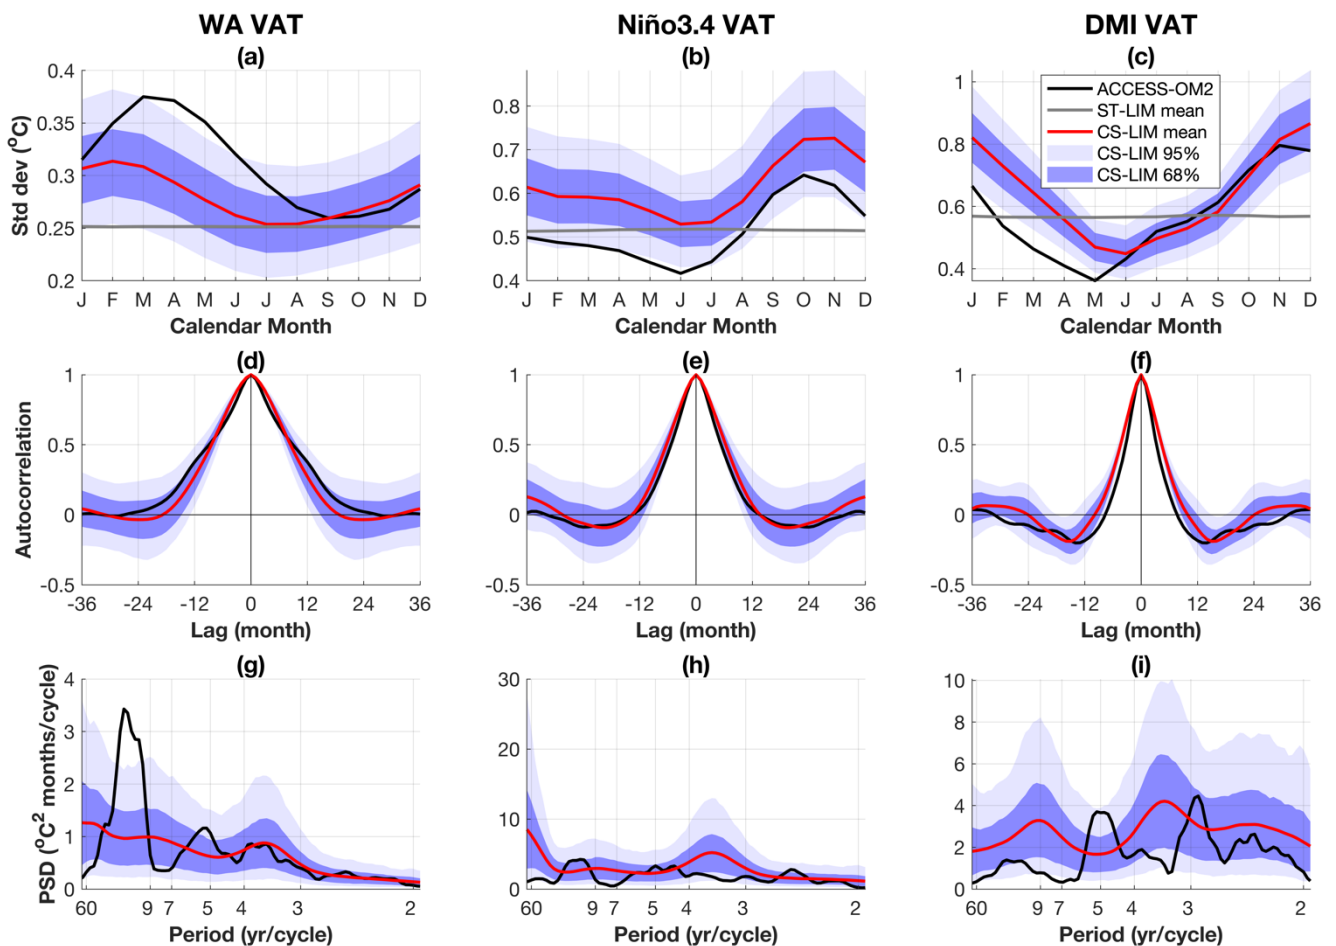 WA VAT
Niño3.4 VAT
DMI VAT
(a)
(b)
(c)
0.4
0.35
0.3
0.25
0.2
Std dev (°C)
J F M A M J J A S O N D
Calendar Month
0.8
0.7
0.6
0.5
0.4
J F M A M J J A S O N D
Calendar Month
1
0.8
0.6
0.4
J F M A M J J A S O N D
Calendar Month
ACCESS-OM2
ST-LIM mean
CS-LIM mean
CS-LIM 95%
CS-LIM 68%
(d)
(e)
(f)
1
0.5
0
-0.5
Autocorrelation
-36 -24 -12 0 12 24 36
Lag (month)
1
0.5
0
-0.5
-36 -24 -12 0 12 24 36
Lag (month)
1
0.5
0
-0.5
-36 -24 -12 0 12 24 36
Lag (month)
(g)
(h)
(i)
4
3
2
1
0
PSD (°C² months/cycle)
60 9 7 5 4 3 2
Period (yr/cycle)
30
20
10
0
60 9 7 5 4 3 2
Period (yr/cycle)
10
8
6
4
2
0
60 9 7 5 4 3 2
Period (yr/cycle)